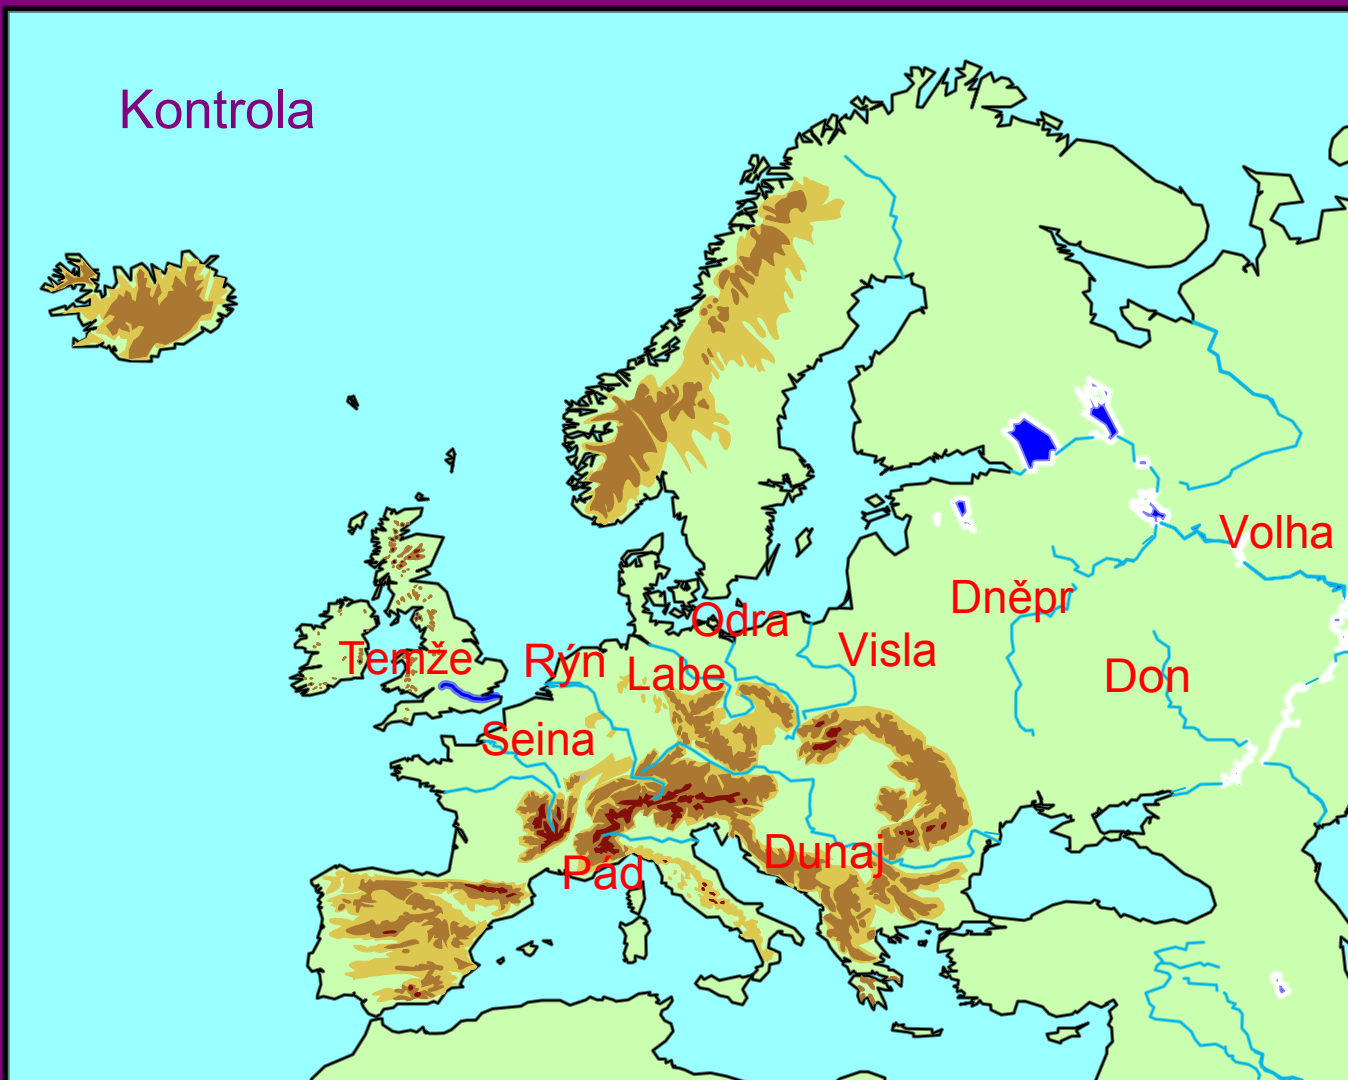 Kontrola
Volha
Dněpr
Odra
Visla
Temže
Rýn
Labe
Don
Seina
Dunaj
Pád